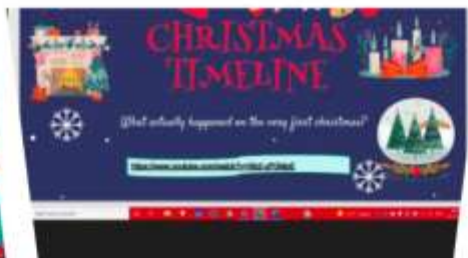 CHRISTMAS
TIMELINE
What actually happened on the very first christmas?